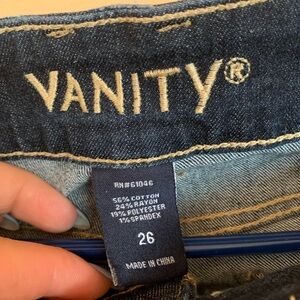 VANITY®
RN#61046
56% COTTON
24% RAYON
19% POLYESTER
1% SPANDEX
26
MADE IN CHINA